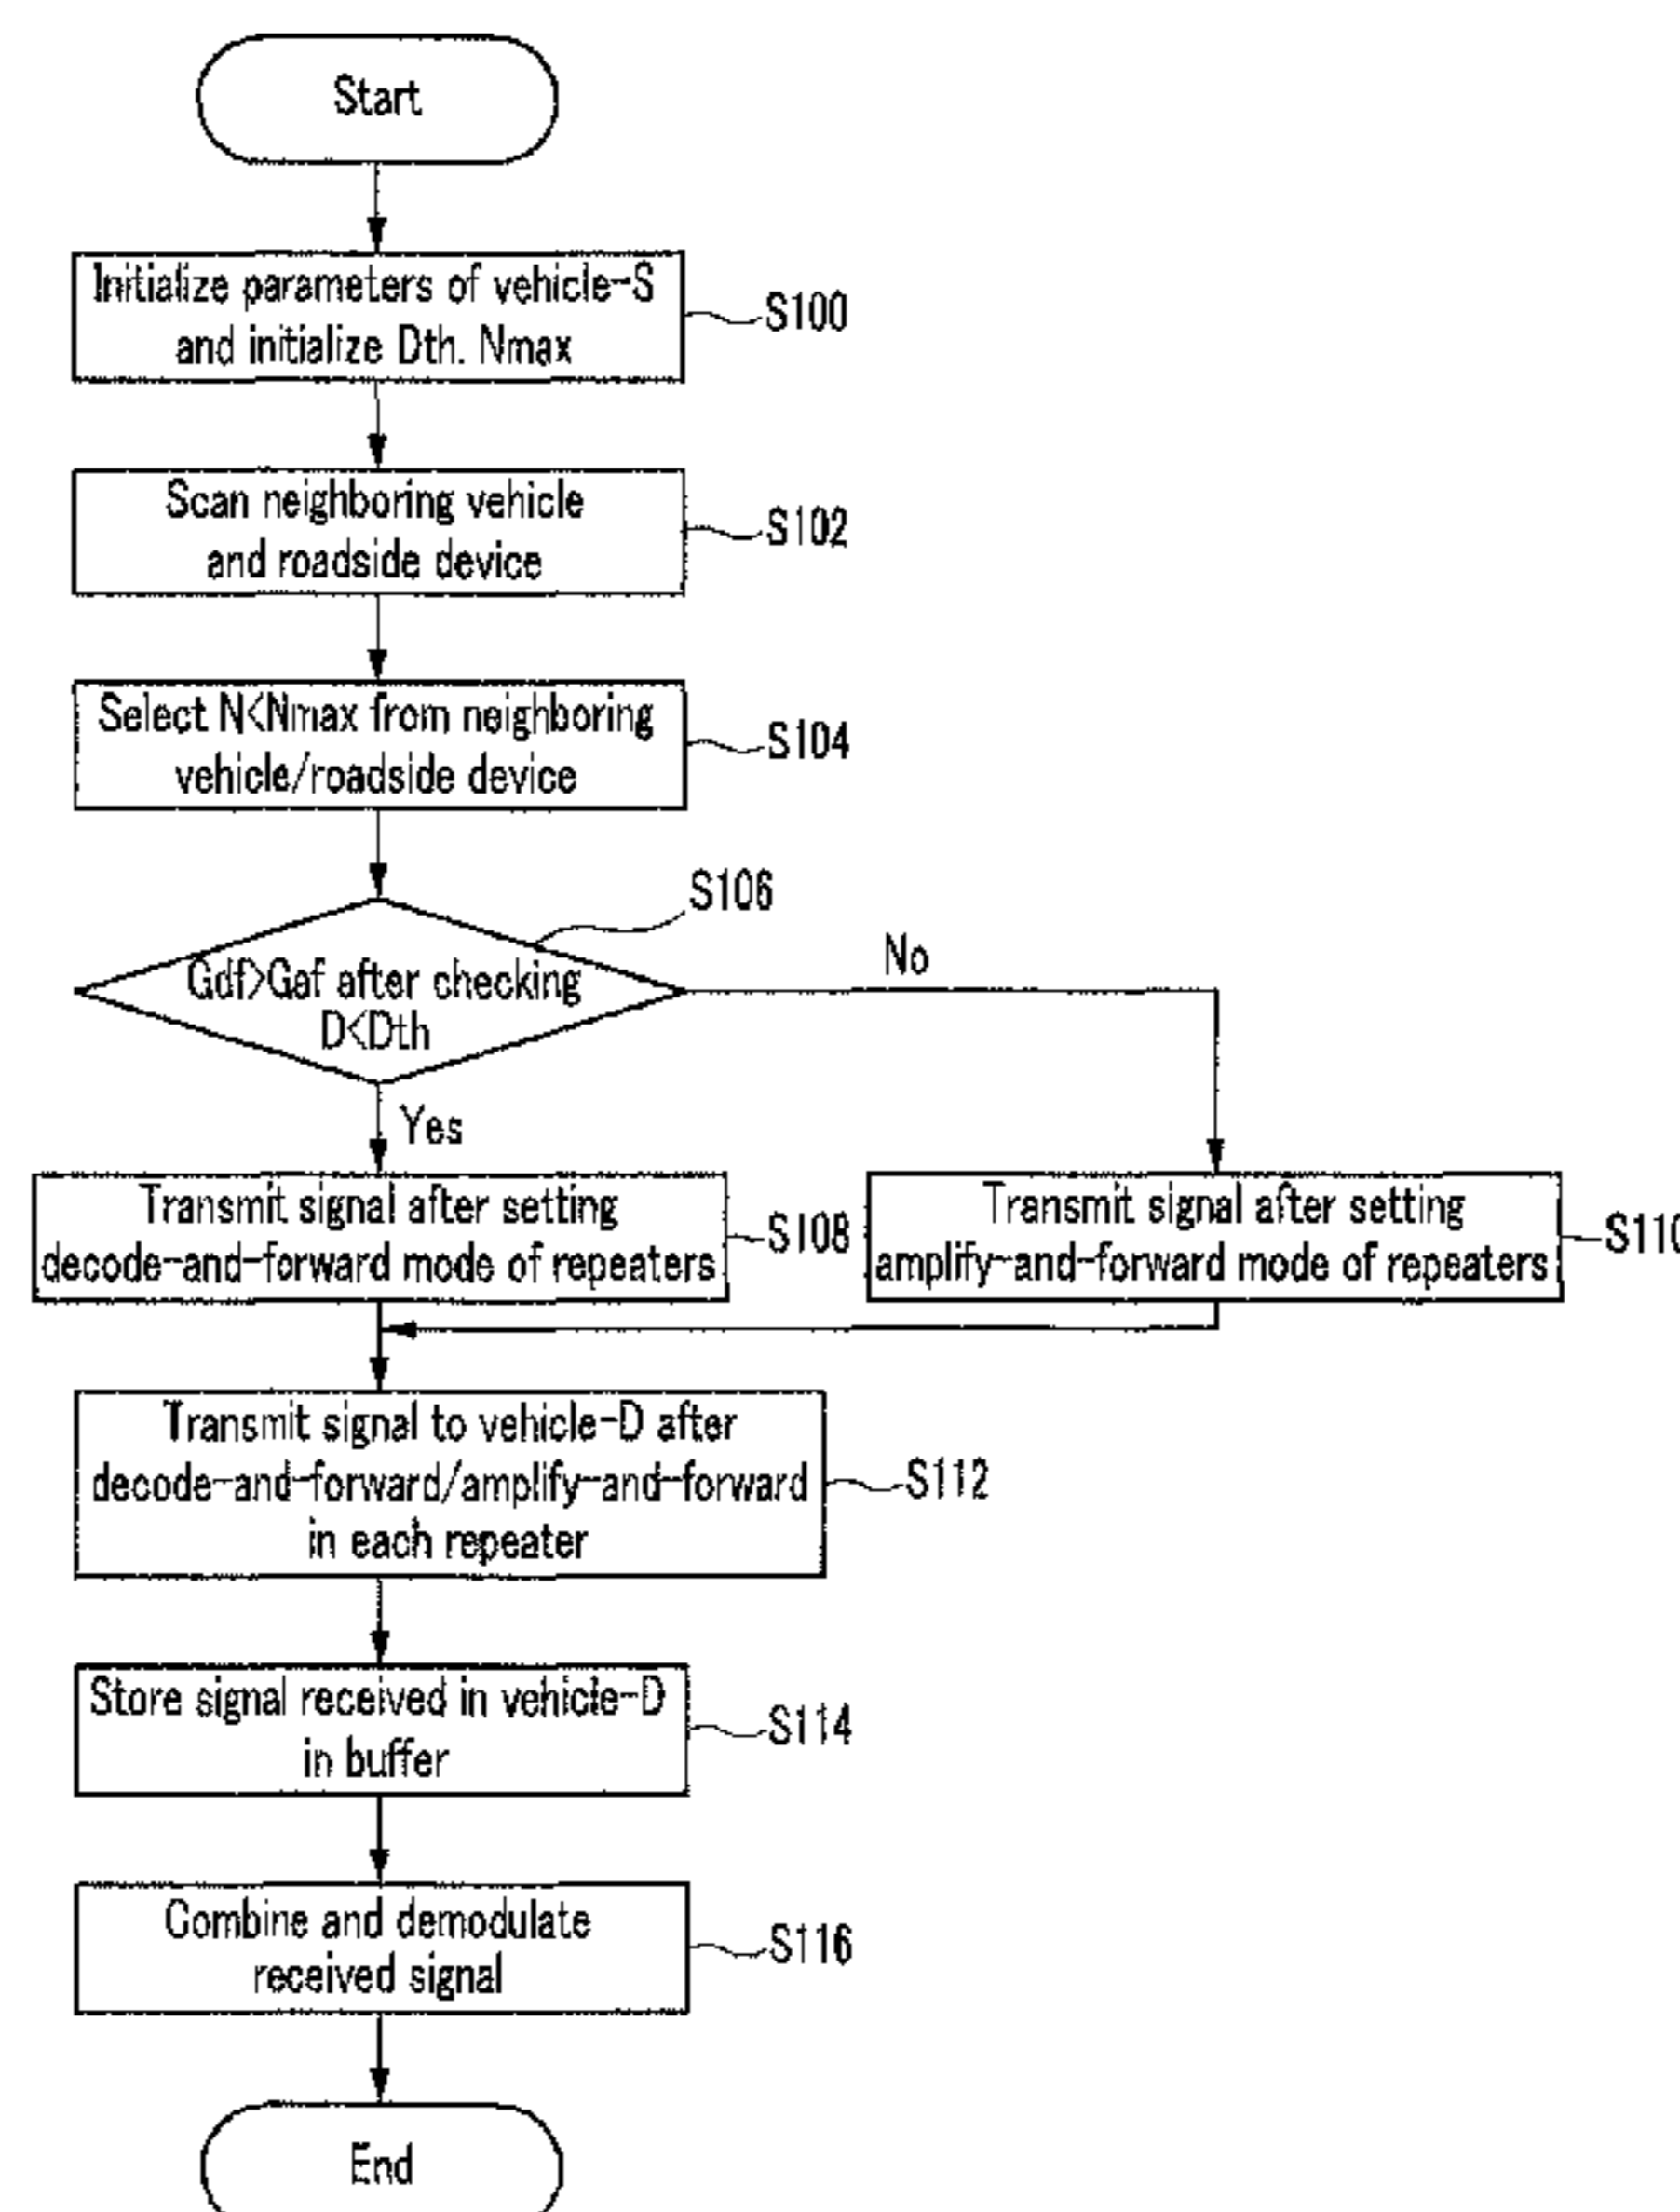 Start
Initialize parameters of vehicle-S
and initialize Dth. Nmax
S100
Scan neighboring vehicle
and roadside device
S102
Select N<Nmax from neighboring
vehicle/roadside device
S104
S106
Gdf>Gaf after checking
D<Dth
No
Yes
Transmit signal after setting
decode-and-forward mode of repeaters
S108
Transmit signal after setting
amplify-and-forward mode of repeaters
S110
Transmit signal to vehicle-D after
decode-and-forward/amplify-and-forward
in each repeater
S112
Store signal received in vehicle-D
in buffer
S114
Combine and demodulate
received signal
S116
End